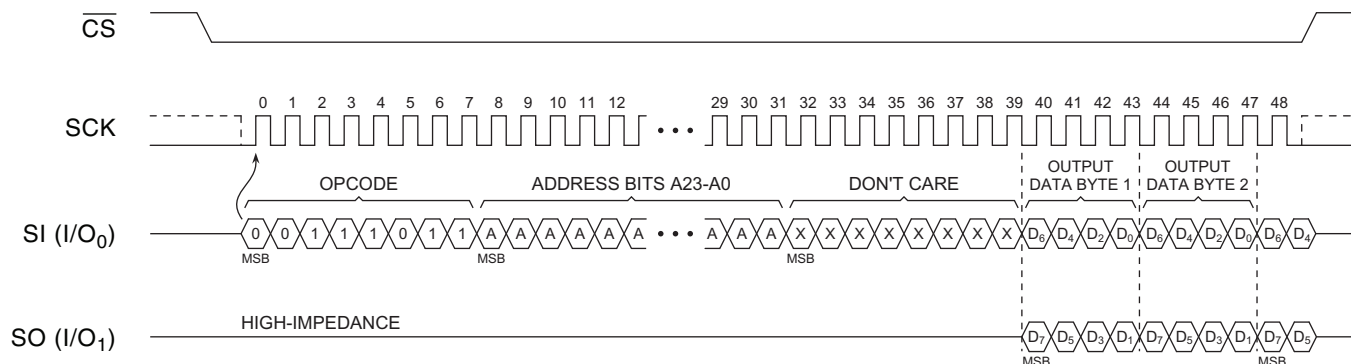 CS
0 1 2 3 4 5 6 7 8 9 10 11 12 29 30 31 32 33 34 35 36 37 38 39 40 41 42 43 44 45 46 47 48
SCK
OPCODE ADDRESS BITS A23-A0 DON'T CARE OUTPUT DATA BYTE 1 OUTPUT DATA BYTE 2
SI (I/O0) 0 0 1 1 1 0 1 1 A A A A A A A A A X X X X X X X X D6 D4 D2 D0 D6 D4 D2 D0 D6 D4
MSB MSB MSB
HIGH-IMPEDANCE
SO (I/O1) D7 D5 D3 D1 D7 D5 D3 D1 D7 D5
MSB MSB